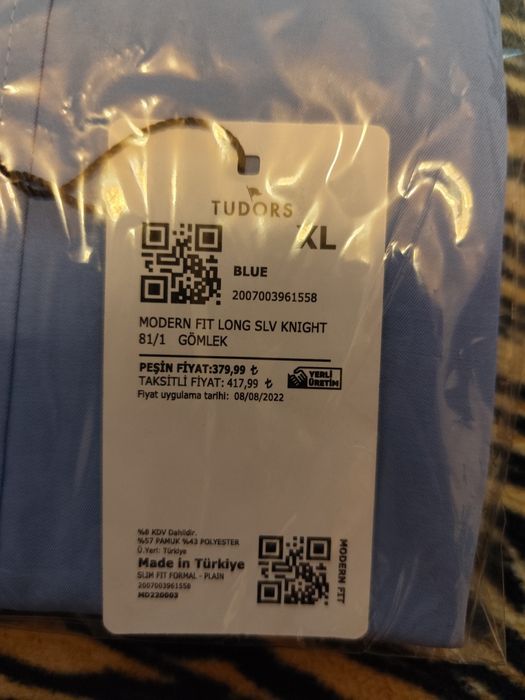 TUDORS
XL
BLUE
2007003961558
MODERN FIT LONG SLV KNIGHT
81/1 GÖMLEK
PEŞİN FİYAT:379,99 ₺
TAKSİTLİ FİYAT: 417,99 ₺
YERLİ
ÜRETİM
Fiyat uygulama tarihi: 08/08/2022
%8 KDV Dahildir.
%57 PAMUK %43 POLYESTER
Ü.Yeri: Türkiye
Made in Türkiye
SLIM FIT FORMAL - PLAIN
2007003961558
MD220003
MODERN FIT